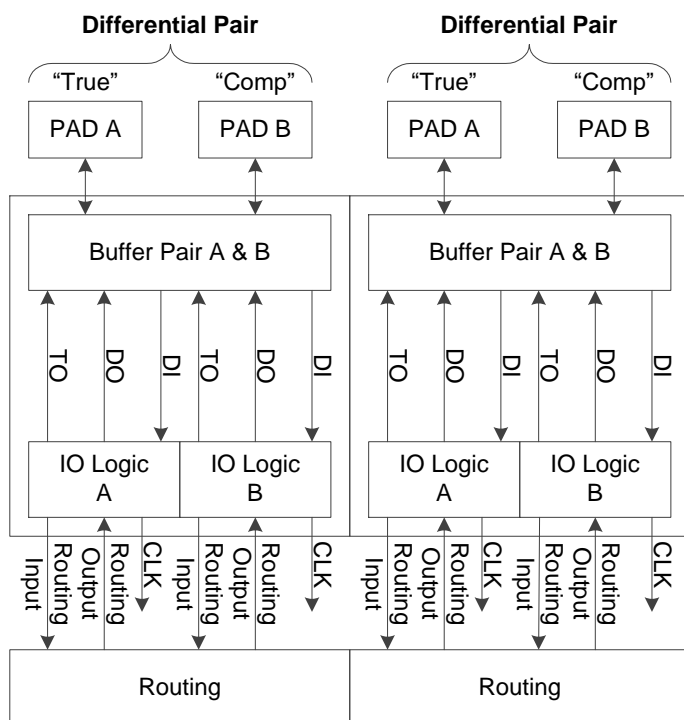 Differential Pair
Differential Pair
“True”
“Comp”
“True”
“Comp”
PAD A
PAD B
PAD A
PAD B
Buffer Pair A & B
Buffer Pair A & B
TO
DO
DI
TO
DO
DI
TO
DO
DI
TO
DO
DI
IO Logic
A
IO Logic
B
IO Logic
A
IO Logic
B
Routing
Input
Routing
Output
CLK
Routing
Input
Routing
Output
CLK
Routing
Input
Routing
Output
CLK
Routing
Input
Routing
Output
CLK
Routing
Routing